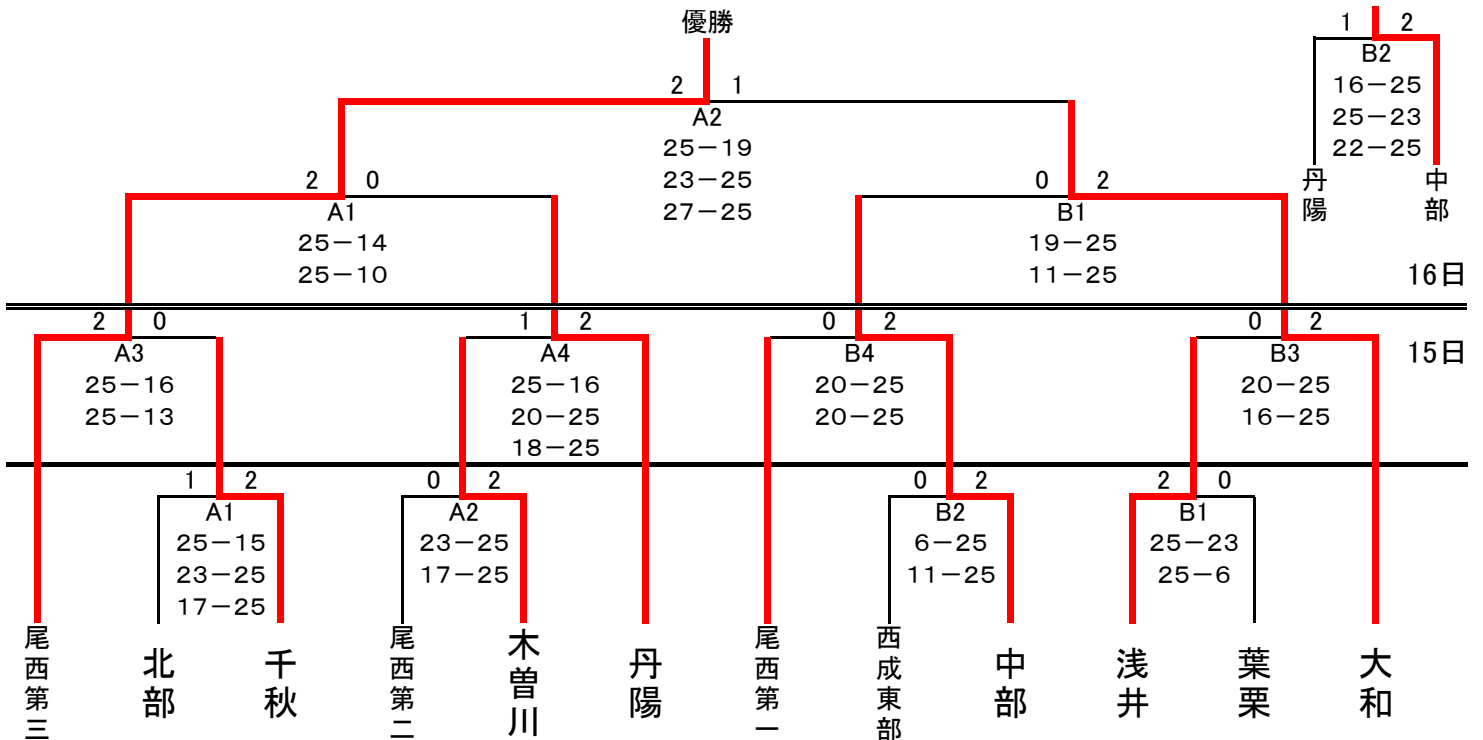 優勝
1 2
B2
16－25
25－23
22－25
丹陽
中部
2 1
A2
25－19
23－25
27－25
2 0
A1
25－14
25－10
0 2
B1
19－25
11－25
16日
2 0
A3
25－16
25－13
1 2
A4
25－16
20－25
18－25
0 2
B4
20－25
20－25
0 2
B3
20－25
16－25
15日
1 2
A1
25－15
23－25
17－25
0 2
A2
23－25
17－25
0 2
B2
6－25
11－25
2 0
B1
25－23
25－6
尾西第三
北部
千秋
尾西第二
木曽川
丹陽
尾西第一
西成東部
中部
浅井
葉栗
大和